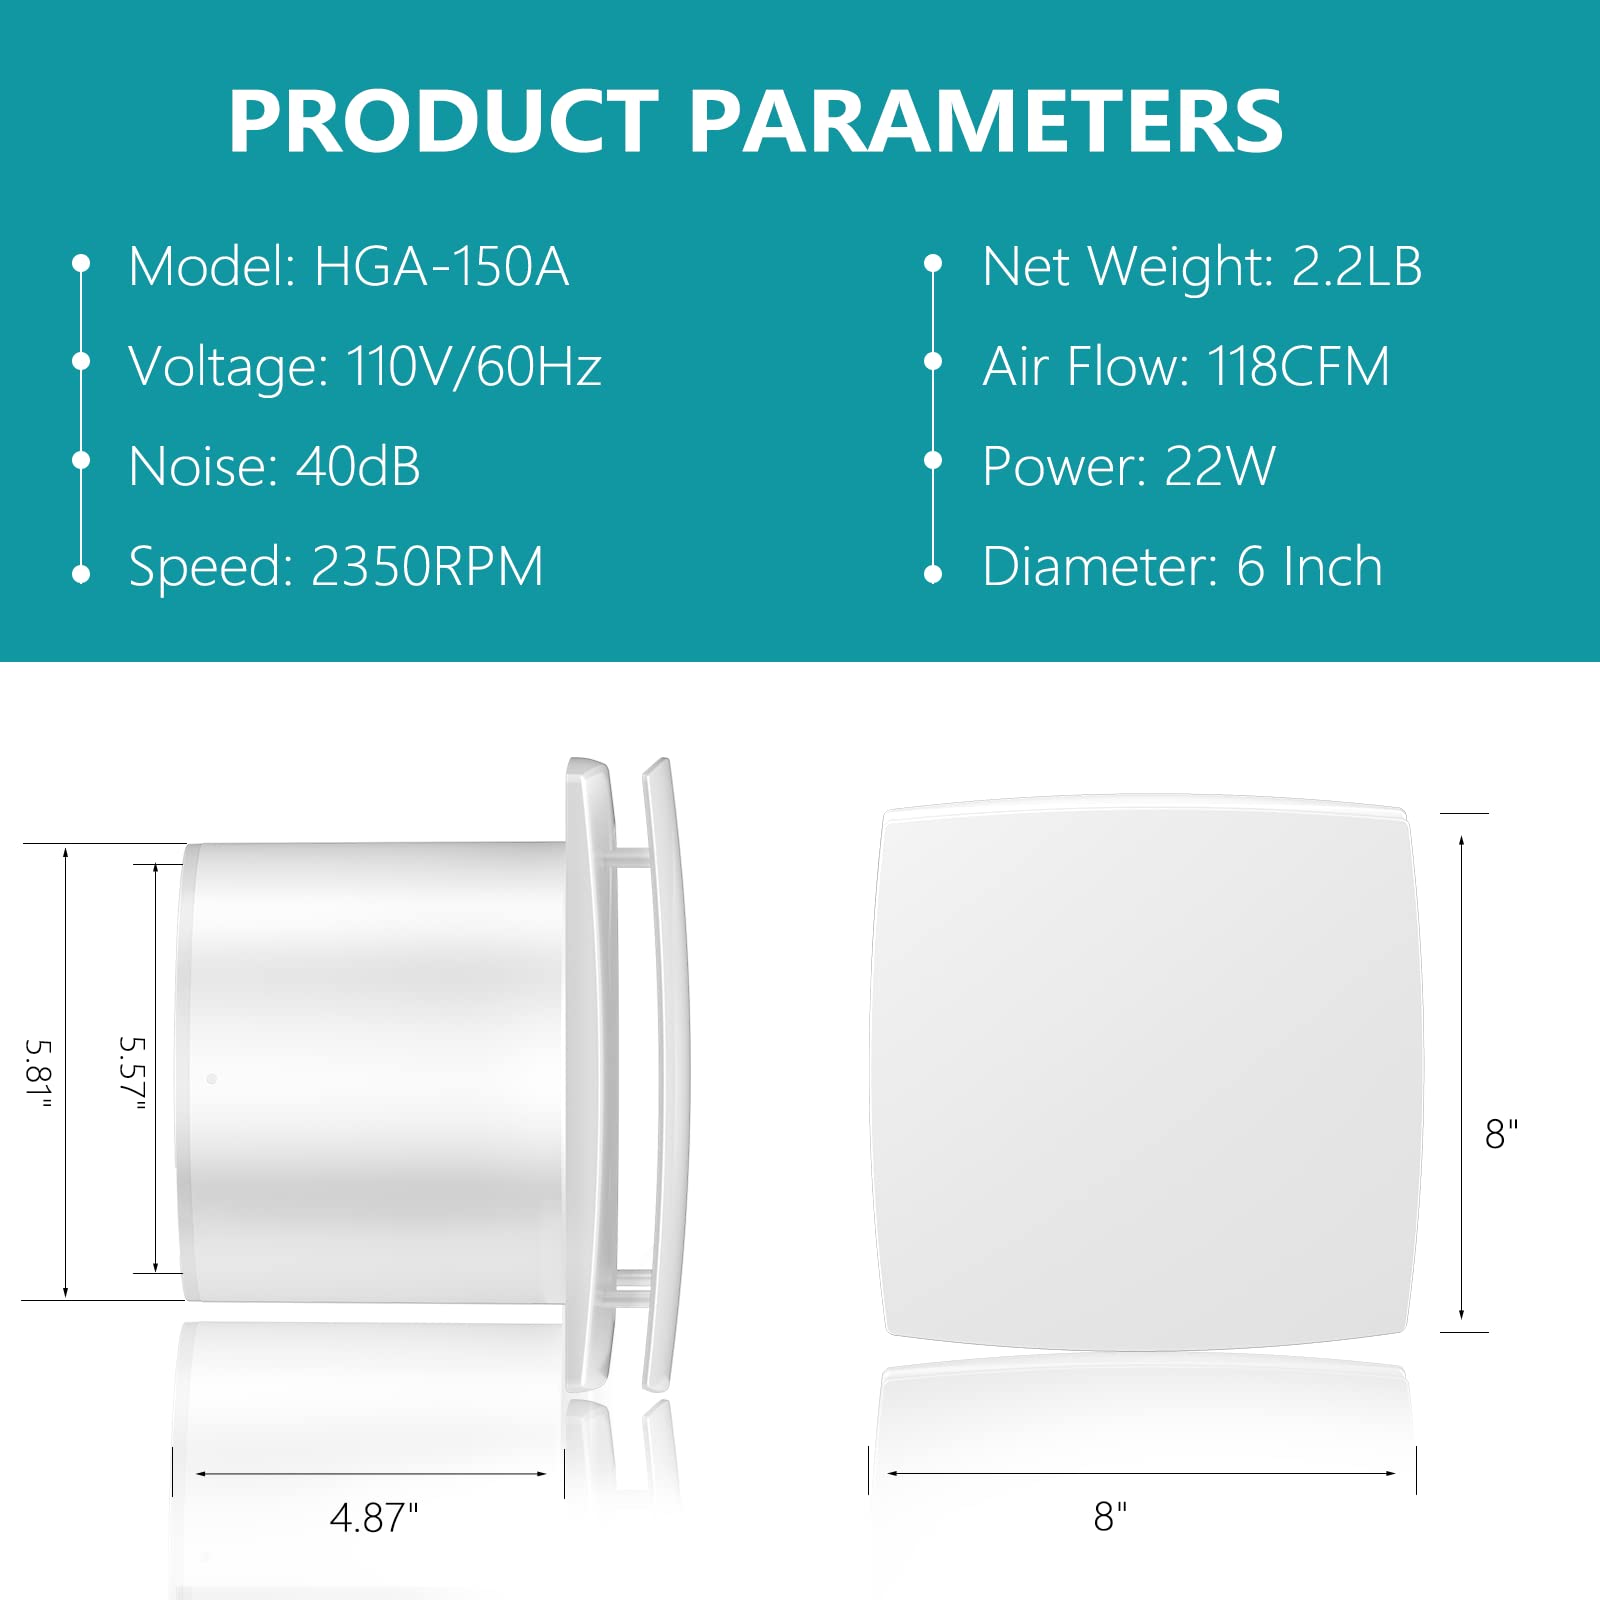 PRODUCT PARAMETERS
Model: HGA-150A
Voltage: 110V/60Hz
Noise: 40dB
Speed: 2350RPM
Net Weight: 2.2LB
Air Flow: 118CFM
Power: 22W
Diameter: 6 Inch
5.81"
5.57"
4.87"
8"
8"